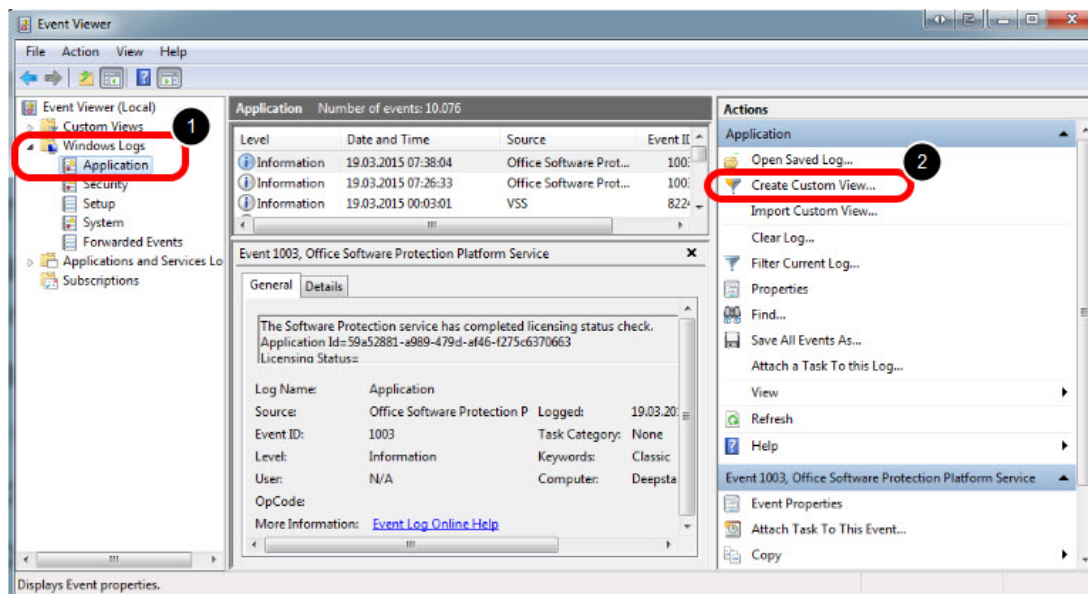 Event Viewer
File Action View Help
Event Viewer (Local)
Custom Views
1
Windows Logs
Application
Security
Setup
System
Forwarded Events
Applications and Services Lo
Subscriptions
Application Number of events: 10.076
Level Date and Time Source Event
Information 19.03.2015 07:38:04 Office Software Prot... 100
Information 19.03.2015 07:26:33 Office Software Prot... 100
Information 19.03.2015 00:03:01 VSS 822
Event 1003, Office Software Protection Platform Service
General Details
The Software Protection service has completed licensing status check.
Application Id=59a52881-a989-479d-af46-f275c6370663
Licensing Status=
Log Name: Application
Source: Office Software Protection P Logged: 19.03.20
Event ID: 1003 Task Category: None
Level: Information Keywords: Classic
User: N/A Computer: Deepsta
OpCode:
More Information: Event Log Online Help
Actions
Application
Open Saved Log...
2
Create Custom View...
Import Custom View...
Clear Log...
Filter Current Log...
Properties
Find...
Save All Events As...
Attach a Task To this Log...
View
Refresh
Help
Event 1003, Office Software Protection Platform Service
Event Properties
Attach Task To This Event...
Copy
Displays Event properties.